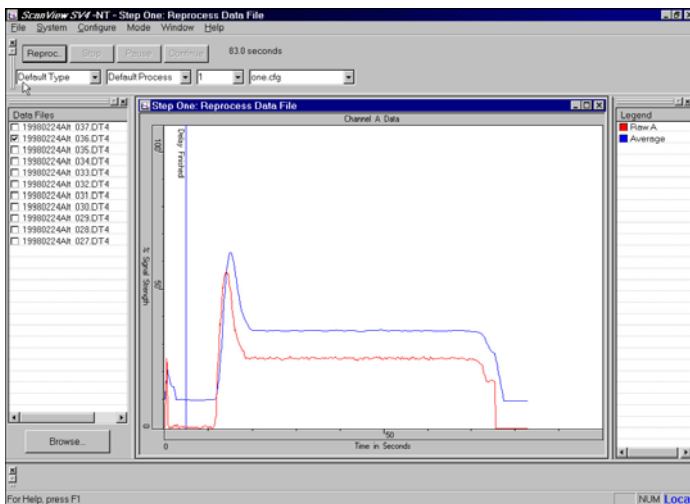 ScanView SV4-NT - Step One: Reprocess Data File
File System Configure Mode Window Help
Reproc. Stop Pause Continue 83.0 seconds
Default Type Default Process 1 one.cfg
Data Files
19980224Alt 037.DT4
19980224Alt 036.DT4
19980224Alt 035.DT4
19980224Alt 034.DT4
19980224Alt 033.DT4
19980224Alt 032.DT4
19980224Alt 031.DT4
19980224Alt 030.DT4
19980224Alt 029.DT4
19980224Alt 028.DT4
19980224Alt 027.DT4
Browse...
Step One: Reprocess Data File
Channel A Data
Delay Finished
100
% Signal Strength
50
0
0 50
Time in Seconds
Legend
Raw A
Average
For Help, press F1
NUM Loca